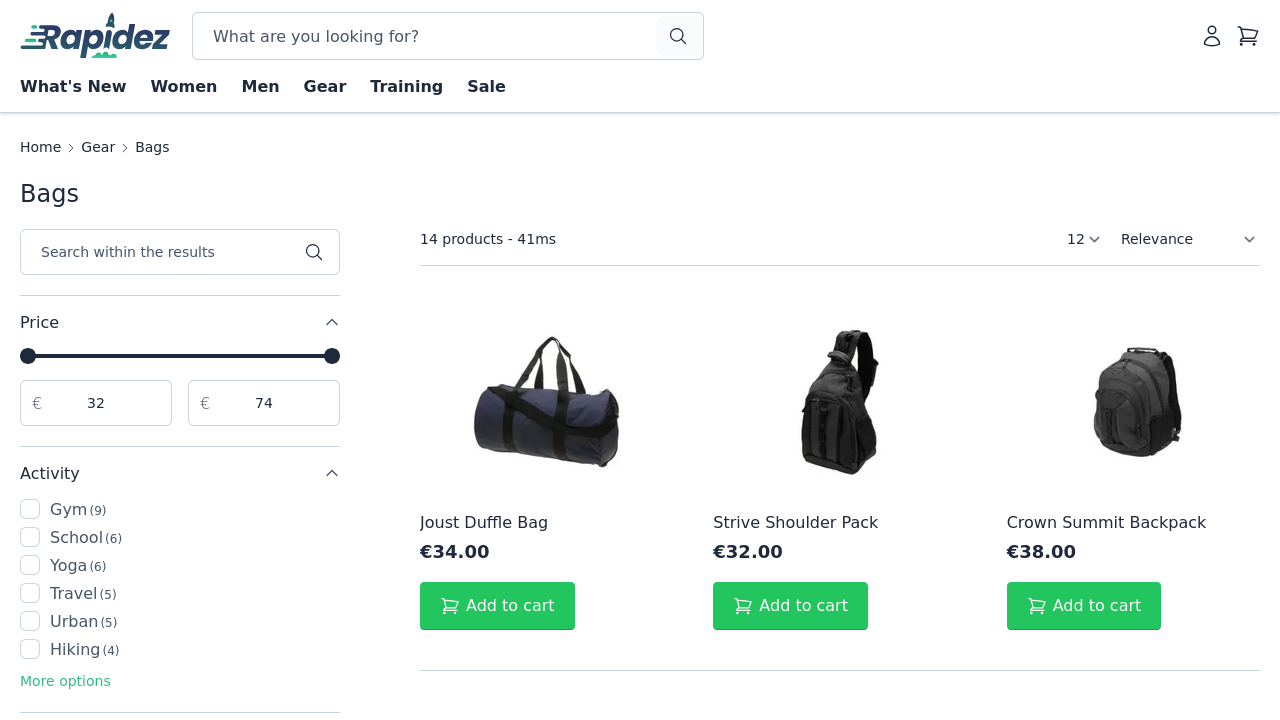 Rapidez
What are you looking for?
What's New
Women
Men
Gear
Training
Sale
Home
Gear
Bags
Bags
Search within the results
Price
€ 32
€ 74
Activity
Gym (9)
School (6)
Yoga (6)
Travel (5)
Urban (5)
Hiking (4)
More options
14 products - 41ms
12
Relevance
Joust Duffle Bag
€34.00
Add to cart
Strive Shoulder Pack
€32.00
Add to cart
Crown Summit Backpack
€38.00
Add to cart